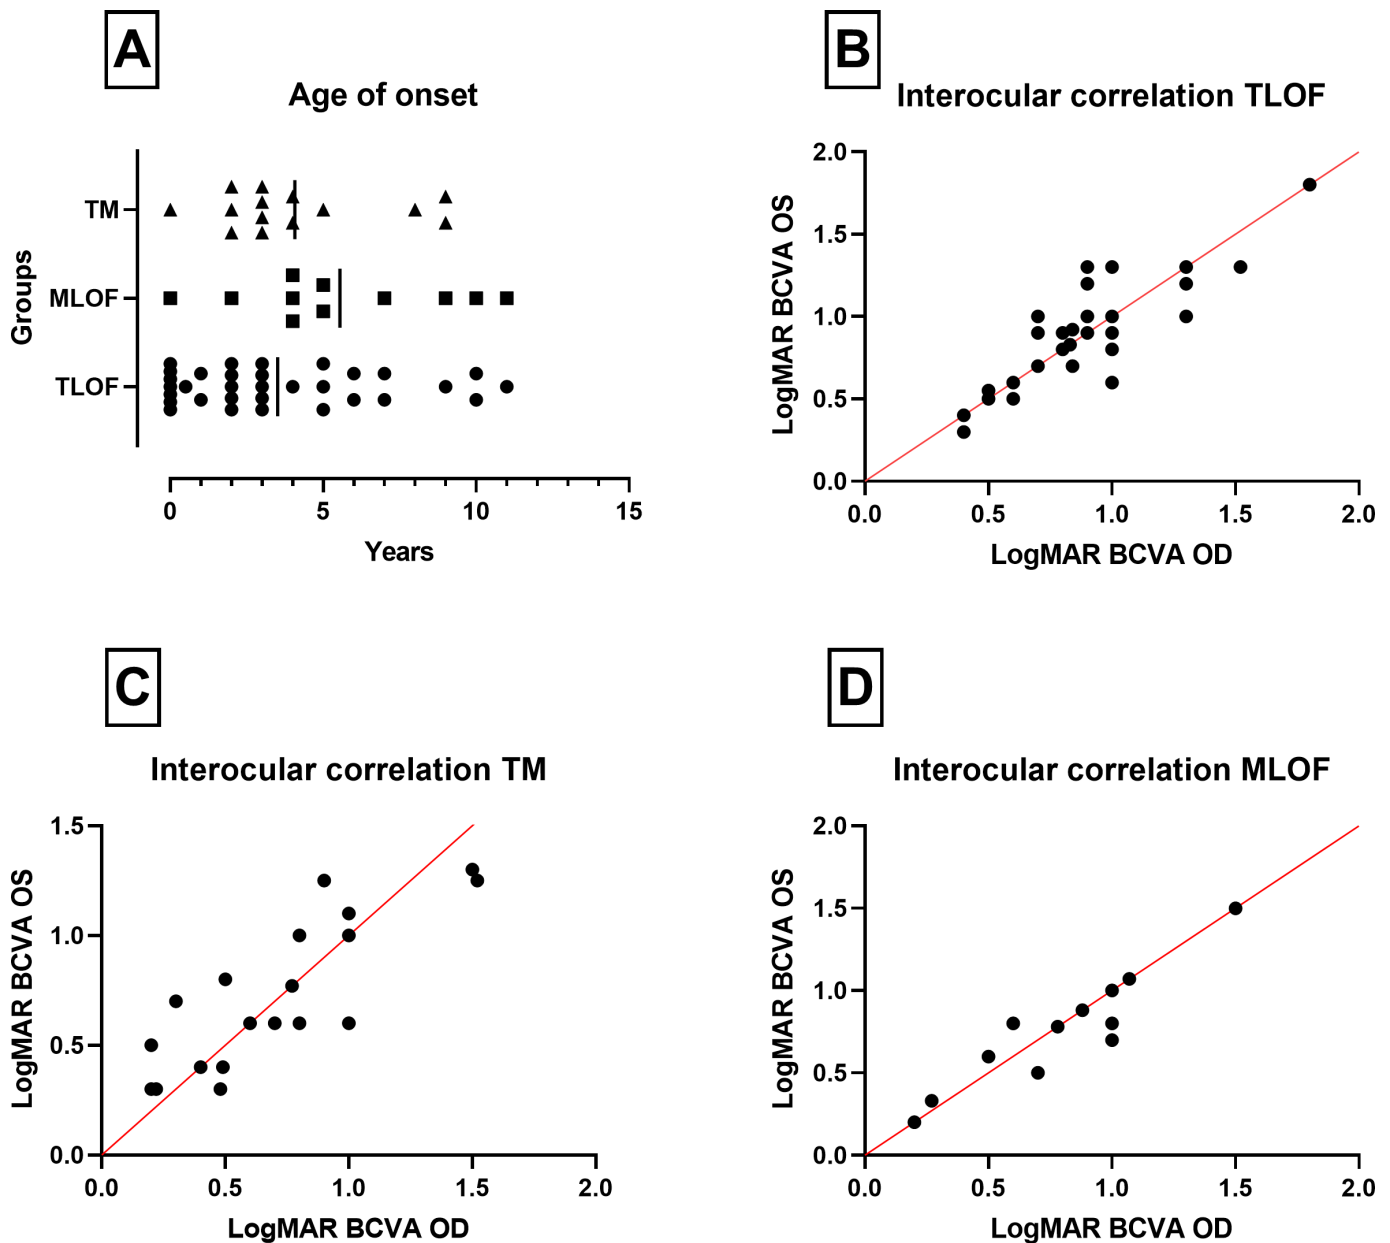 A
Age of onset
Groups
TM
MLOF
TLOF
0 5 10 15
Years
B
Interocular correlation TLOF
LogMAR BCVA OS
2.0
1.5
1.0
0.5
0.0
0.0 0.5 1.0 1.5 2.0
LogMAR BCVA OD
C
Interocular correlation TM
LogMAR BCVA OS
1.5
1.0
0.5
0.0
0.0 0.5 1.0 1.5 2.0
LogMAR BCVA OD
D
Interocular correlation MLOF
LogMAR BCVA OS
2.0
1.5
1.0
0.5
0.0
0.0 0.5 1.0 1.5 2.0
LogMAR BCVA OD